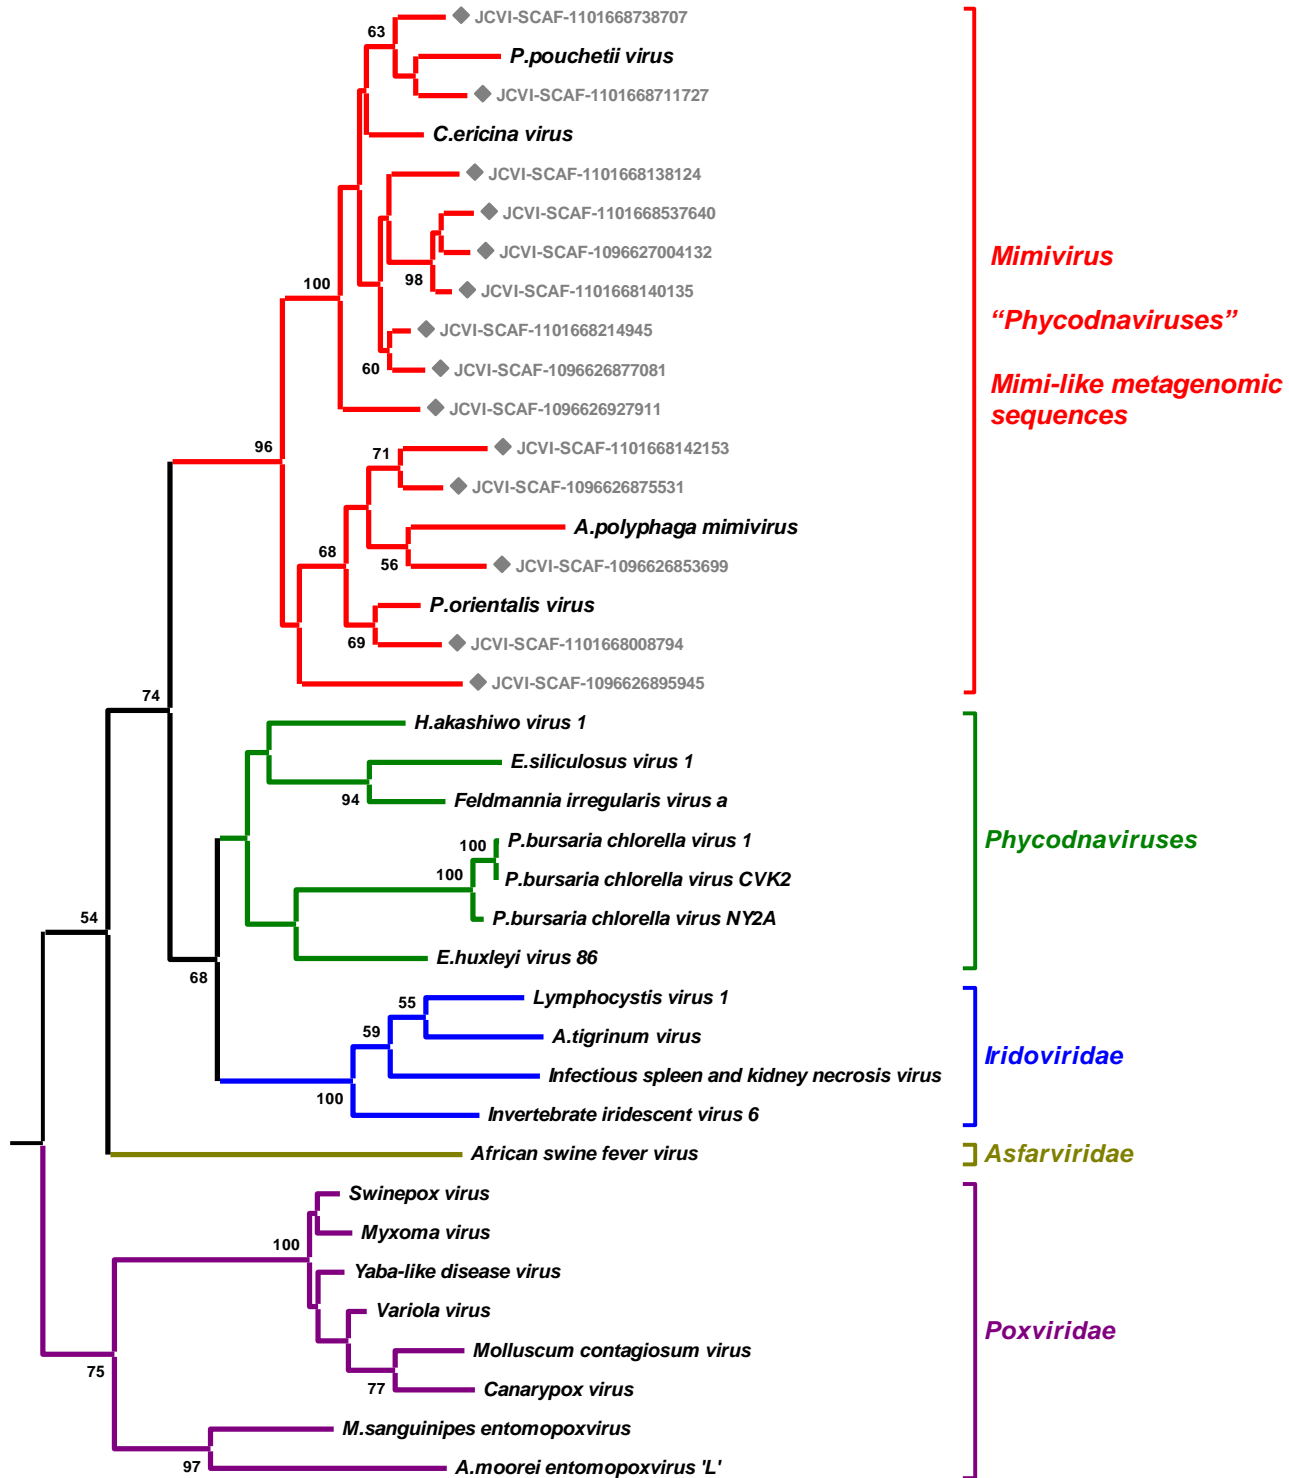 JCVI-SCAF-1101668738707
63
P.pouchetii virus
JCVI-SCAF-1101668711727
C.ericina virus
JCVI-SCAF-1101668138124
JCVI-SCAF-1101668537640
JCVI-SCAF-1096627004132
98
100
JCVI-SCAF-1101668140135
JCVI-SCAF-1101668214945
60
JCVI-SCAF-1096626877081
JCVI-SCAF-1096626927911
96
71
JCVI-SCAF-1101668142153
JCVI-SCAF-1096626875531
A.polyphaga mimivirus
68
56
JCVI-SCAF-1096626853699
P.orientalis virus
69
JCVI-SCAF-1101668008794
JCVI-SCAF-1096626895945
Mimivirus
“Phycodnaviruses”
Mimi-like metagenomic
sequences
74
H.akashiwo virus 1
E.siliculosus virus 1
94
Feldmannia irregularis virus a
100
P.bursaria chlorella virus 1
100
P.bursaria chlorella virus CVK2
P.bursaria chlorella virus NY2A
E.huxleyi virus 86
Phycodnaviruses
54
68
55
Lymphocystis virus 1
59
A.tigrinum virus
Infectious spleen and kidney necrosis virus
100
Invertebrate iridescent virus 6
Iridoviridae
African swine fever virus
Asfarviridae
Swinepox virus
Myxoma virus
100
Yaba-like disease virus
Variola virus
Molluscum contagiosum virus
77
Canarypox virus
75
M.sanguinipes entomopoxvirus
97
A.moorei entomopoxvirus 'L'
Poxviridae